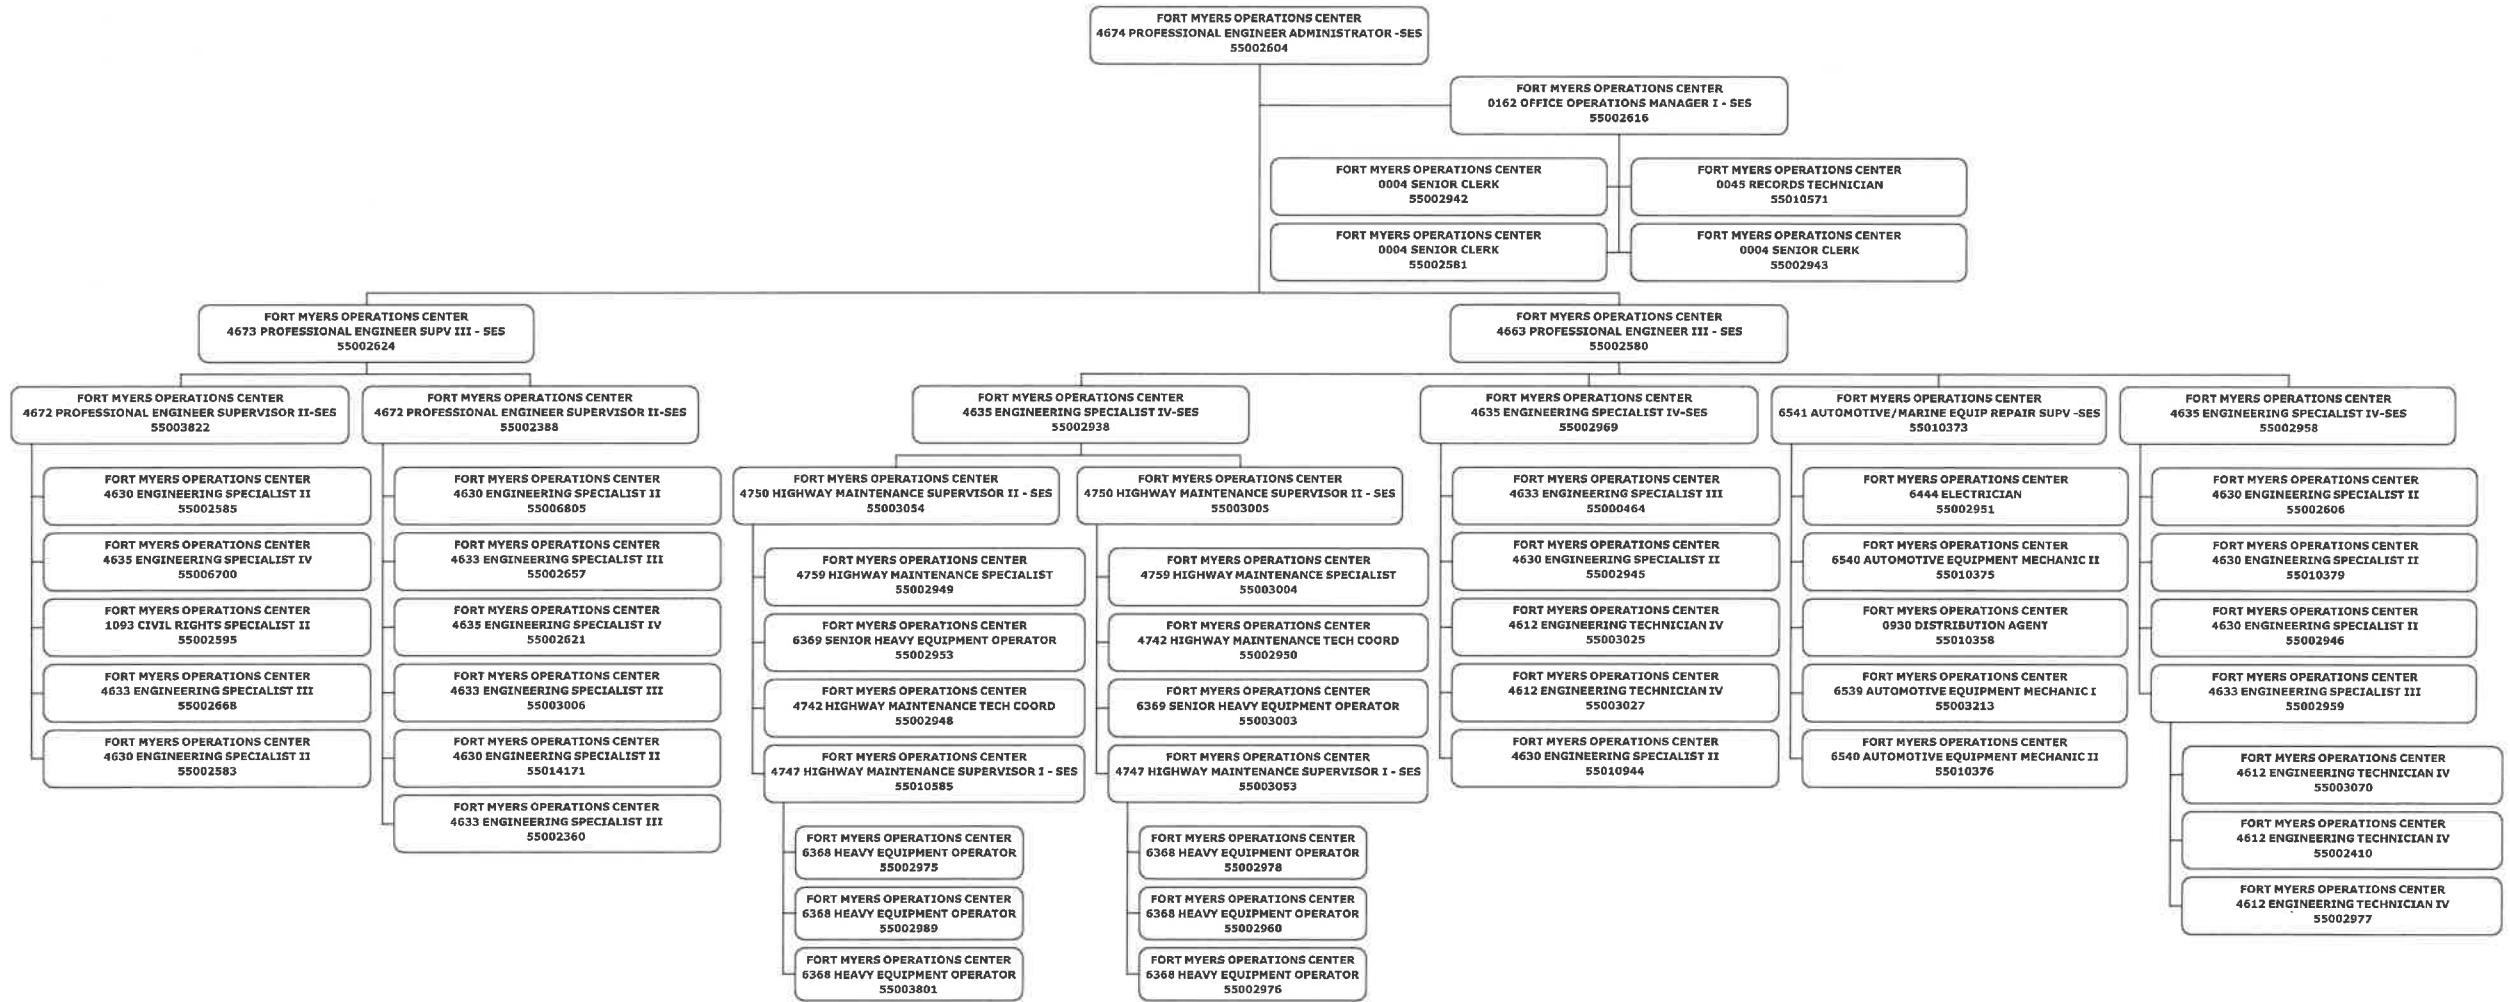 FORT MYERS OPERATIONS CENTER
4674 PROFESSIONAL ENGINEER ADMINISTRATOR -SES
55002604
FORT MYERS OPERATIONS CENTER
0162 OFFICE OPERATIONS MANAGER I - SES
55002616
FORT MYERS OPERATIONS CENTER
0004 SENIOR CLERK
55002942
FORT MYERS OPERATIONS CENTER
0045 RECORDS TECHNICIAN
55010571
FORT MYERS OPERATIONS CENTER
0004 SENIOR CLERK
55002581
FORT MYERS OPERATIONS CENTER
0004 SENIOR CLERK
55002943
FORT MYERS OPERATIONS CENTER
4673 PROFESSIONAL ENGINEER SUPV III - SES
55002624
FORT MYERS OPERATIONS CENTER
4663 PROFESSIONAL ENGINEER III - SES
55002580
FORT MYERS OPERATIONS CENTER
4672 PROFESSIONAL ENGINEER SUPERVISOR II-SES
55003822
FORT MYERS OPERATIONS CENTER
4630 ENGINEERING SPECIALIST II
55002585
FORT MYERS OPERATIONS CENTER
4635 ENGINEERING SPECIALIST IV
55006700
FORT MYERS OPERATIONS CENTER
1093 CIVIL RIGHTS SPECIALIST II
55002595
FORT MYERS OPERATIONS CENTER
4633 ENGINEERING SPECIALIST III
55002668
FORT MYERS OPERATIONS CENTER
4630 ENGINEERING SPECIALIST II
55002583
FORT MYERS OPERATIONS CENTER
4672 PROFESSIONAL ENGINEER SUPERVISOR II-SES
55002388
FORT MYERS OPERATIONS CENTER
4630 ENGINEERING SPECIALIST II
55006805
FORT MYERS OPERATIONS CENTER
4633 ENGINEERING SPECIALIST III
55002657
FORT MYERS OPERATIONS CENTER
4635 ENGINEERING SPECIALIST IV
55002621
FORT MYERS OPERATIONS CENTER
4633 ENGINEERING SPECIALIST III
55003006
FORT MYERS OPERATIONS CENTER
4630 ENGINEERING SPECIALIST II
55014171
FORT MYERS OPERATIONS CENTER
4633 ENGINEERING SPECIALIST III
55002360
FORT MYERS OPERATIONS CENTER
4635 ENGINEERING SPECIALIST IV-SES
55002938
FORT MYERS OPERATIONS CENTER
4750 HIGHWAY MAINTENANCE SUPERVISOR II - SES
55003054
FORT MYERS OPERATIONS CENTER
4759 HIGHWAY MAINTENANCE SPECIALIST
55002949
FORT MYERS OPERATIONS CENTER
6369 SENIOR HEAVY EQUIPMENT OPERATOR
55002953
FORT MYERS OPERATIONS CENTER
4742 HIGHWAY MAINTENANCE TECH COORD
55002948
FORT MYERS OPERATIONS CENTER
4747 HIGHWAY MAINTENANCE SUPERVISOR I - SES
55010585
FORT MYERS OPERATIONS CENTER
6368 HEAVY EQUIPMENT OPERATOR
55002975
FORT MYERS OPERATIONS CENTER
6368 HEAVY EQUIPMENT OPERATOR
55002989
FORT MYERS OPERATIONS CENTER
6368 HEAVY EQUIPMENT OPERATOR
55003801
FORT MYERS OPERATIONS CENTER
4750 HIGHWAY MAINTENANCE SUPERVISOR II - SES
55003005
FORT MYERS OPERATIONS CENTER
4759 HIGHWAY MAINTENANCE SPECIALIST
55003004
FORT MYERS OPERATIONS CENTER
4742 HIGHWAY MAINTENANCE TECH COORD
55002950
FORT MYERS OPERATIONS CENTER
6369 SENIOR HEAVY EQUIPMENT OPERATOR
55003003
FORT MYERS OPERATIONS CENTER
4747 HIGHWAY MAINTENANCE SUPERVISOR I - SES
55003053
FORT MYERS OPERATIONS CENTER
6368 HEAVY EQUIPMENT OPERATOR
55002978
FORT MYERS OPERATIONS CENTER
6368 HEAVY EQUIPMENT OPERATOR
55002960
FORT MYERS OPERATIONS CENTER
6368 HEAVY EQUIPMENT OPERATOR
55002976
FORT MYERS OPERATIONS CENTER
4635 ENGINEERING SPECIALIST IV-SES
55002969
FORT MYERS OPERATIONS CENTER
4633 ENGINEERING SPECIALIST III
55000464
FORT MYERS OPERATIONS CENTER
4630 ENGINEERING SPECIALIST II
55002945
FORT MYERS OPERATIONS CENTER
4612 ENGINEERING TECHNICIAN IV
55003025
FORT MYERS OPERATIONS CENTER
4612 ENGINEERING TECHNICIAN IV
55003027
FORT MYERS OPERATIONS CENTER
4630 ENGINEERING SPECIALIST II
55010944
FORT MYERS OPERATIONS CENTER
6541 AUTOMOTIVE/MARINE EQUIP REPAIR SUPV -SES
55010373
FORT MYERS OPERATIONS CENTER
6444 ELECTRICIAN
55002951
FORT MYERS OPERATIONS CENTER
6540 AUTOMOTIVE EQUIPMENT MECHANIC II
55010375
FORT MYERS OPERATIONS CENTER
0930 DISTRIBUTION AGENT
55010358
FORT MYERS OPERATIONS CENTER
6539 AUTOMOTIVE EQUIPMENT MECHANIC I
55003213
FORT MYERS OPERATIONS CENTER
6540 AUTOMOTIVE EQUIPMENT MECHANIC II
55010376
FORT MYERS OPERATIONS CENTER
4635 ENGINEERING SPECIALIST IV-SES
55002958
FORT MYERS OPERATIONS CENTER
4630 ENGINEERING SPECIALIST II
55002606
FORT MYERS OPERATIONS CENTER
4630 ENGINEERING SPECIALIST II
55010379
FORT MYERS OPERATIONS CENTER
4630 ENGINEERING SPECIALIST II
55002946
FORT MYERS OPERATIONS CENTER
4633 ENGINEERING SPECIALIST III
55002959
FORT MYERS OPERATIONS CENTER
4612 ENGINEERING TECHNICIAN IV
55003070
FORT MYERS OPERATIONS CENTER
4612 ENGINEERING TECHNICIAN IV
55002410
FORT MYERS OPERATIONS CENTER
4612 ENGINEERING TECHNICIAN IV
55002977